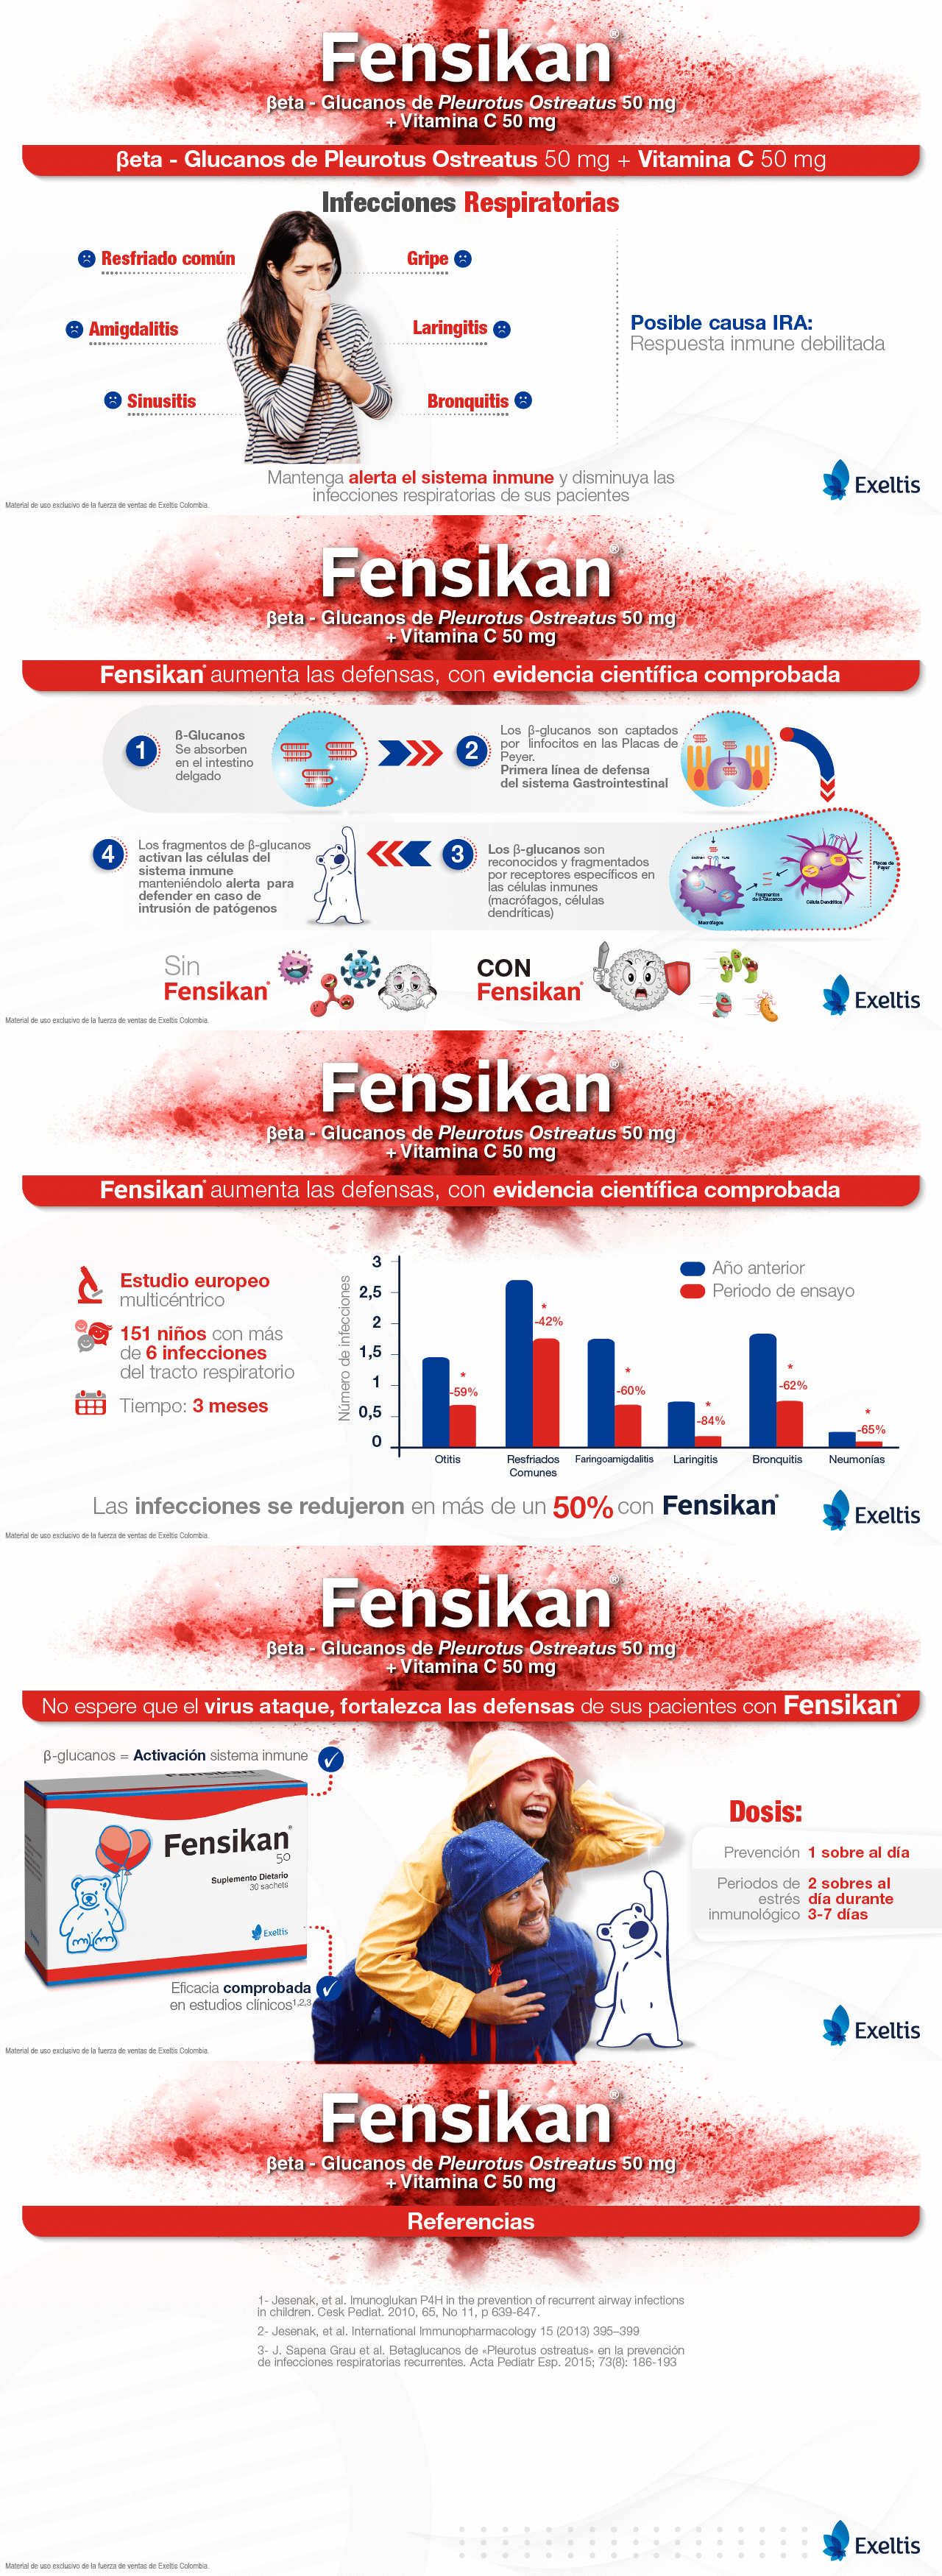 Fensikan®
βeta - Glucanos de Pleurotus Ostreatus 50 mg
+ Vitamina C 50 mg
βeta - Glucanos de Pleurotus Ostreatus 50 mg + Vitamina C 50 mg
Infecciones Respiratorias
Resfriado común
Gripe
Amigdalitis
Laringitis
Sinusitis
Bronquitis
Posible causa IRA:
Respuesta inmune debilitada
Mantenga alerta el sistema inmune y disminuya las
infecciones respiratorias de sus pacientes
Exeltis
Material de uso exclusivo de la fuerza de ventas de Exeltis Colombia.
Fensikan®
βeta - Glucanos de Pleurotus Ostreatus 50 mg
+ Vitamina C 50 mg
Fensikan® aumenta las defensas, con evidencia científica comprobada
1
ß-Glucanos
Se absorben
en el intestino
delgado
2
Los β-glucanos son captados
por linfocitos en las Placas de
Peyer.
Primera línea de defensa
del sistema Gastrointestinal
4
Los fragmentos de β-glucanos
activan las células del
sistema inmune
manteniéndolo alerta para
defender en caso de
intrusión de patógenos
3
Los β-glucanos son
reconocidos y fragmentados
por receptores específicos en
las células inmunes
(macrófagos, células
dendríticas)
Macrófagos
Fragmentos
de ß-Glucanos
Célula Dendrítica
Placas de
Peyer
Sin
Fensikan®
CON
Fensikan®
Exeltis
Material de uso exclusivo de la fuerza de ventas de Exeltis Colombia.
Fensikan®
βeta - Glucanos de Pleurotus Ostreatus 50 mg
+ Vitamina C 50 mg
Fensikan® aumenta las defensas, con evidencia científica comprobada
Estudio europeo
multicéntrico
151 niños con más
de 6 infecciones
del tracto respiratorio
Tiempo: 3 meses
Número de infecciones
3
2,5
2
1,5
1
0,5
0
Año anterior
Periodo de ensayo
*
-59%
*
-42%
*
-60%
*
-84%
*
-62%
*
-65%
Otitis
Resfriados
Comunes
Faringoamigdalitis
Laringitis
Bronquitis
Neumonías
Las infecciones se redujeron en más de un 50% con Fensikan®
Exeltis
Material de uso exclusivo de la fuerza de ventas de Exeltis Colombia.
Fensikan®
βeta - Glucanos de Pleurotus Ostreatus 50 mg
+ Vitamina C 50 mg
No espere que el virus ataque, fortalezca las defensas de sus pacientes con Fensikan®
β-glucanos = Activación sistema inmune
Fensikan
Fensikan®
50
Suplemento Dietario
30 sachets
Exeltis
Eficacia comprobada
en estudios clínicos1,2,3
Dosis:
Prevención 1 sobre al día
Periodos de estrés inmunológico
2 sobres al día durante 3-7 días
Exeltis
Material de uso exclusivo de la fuerza de ventas de Exeltis Colombia.
Fensikan®
βeta - Glucanos de Pleurotus Ostreatus 50 mg
+ Vitamina C 50 mg
Referencias
1- Jesenak, et al. Imunoglukan P4H in the prevention of recurrent airway infections
in children. Cesk Pediat. 2010, 65, No 11, p 639-647.
2- Jesenak, et al. International Immunopharmacology 15 (2013) 395–399
3- J. Sapena Grau et al. Betaglucanos de «Pleurotus ostreatus» en la prevención
de infecciones respiratorias recurrentes. Acta Pediatr Esp. 2015; 73(8): 186-193
Exeltis
Material de uso exclusivo de la fuerza de ventas de Exeltis Colombia.